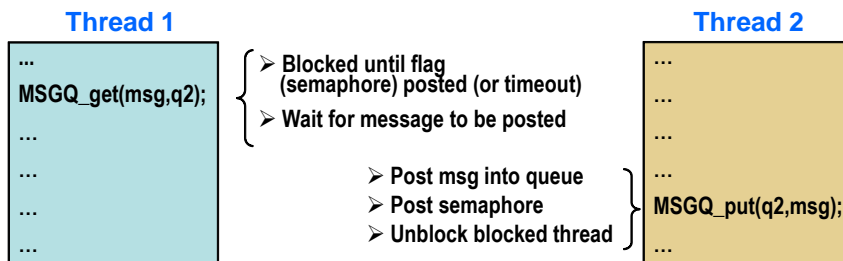 Thread 1
...
MSGQ_get(msg,q2);
…
…
…
…
➢ Blocked until flag
(semaphore) posted (or timeout)
➢ Wait for message to be posted
➢ Post msg into queue
➢ Post semaphore
➢ Unblock blocked thread
Thread 2
…
…
…
…
MSGQ_put(q2,msg);
…